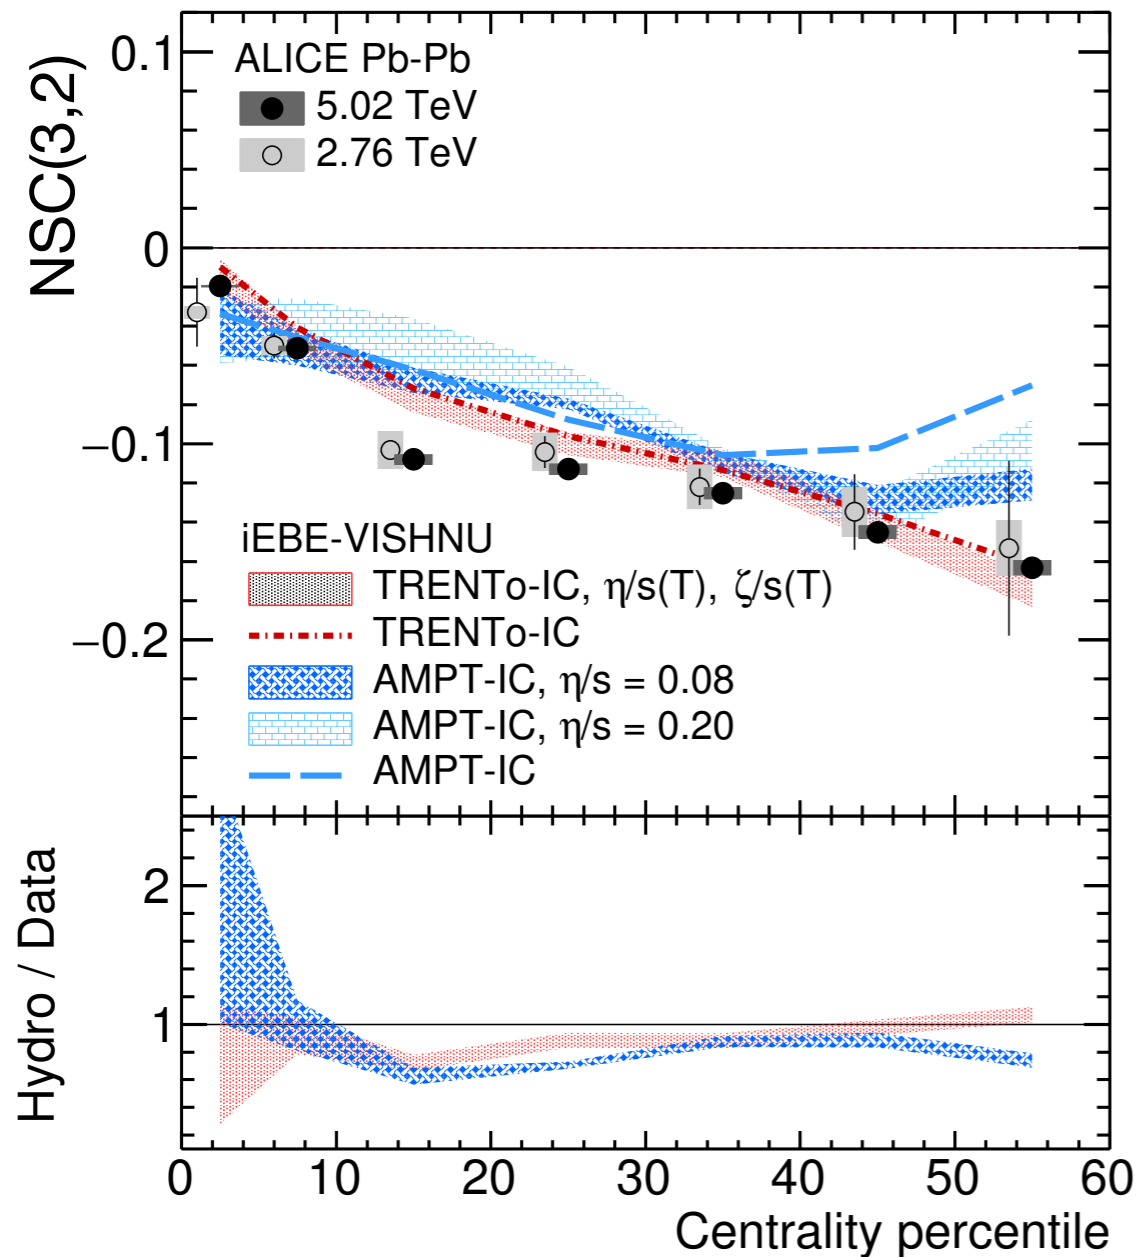 NSC(3,2)
0.1
0
−0.1
−0.2
ALICE Pb-Pb
5.02 TeV
2.76 TeV
iEBE-VISHNU
TRENTo-IC, η/s(T), ζ/s(T)
TRENTo-IC
AMPT-IC, η/s = 0.08
AMPT-IC, η/s = 0.20
AMPT-IC
Hydro / Data
2
1
0 10 20 30 40 50 60
Centrality percentile